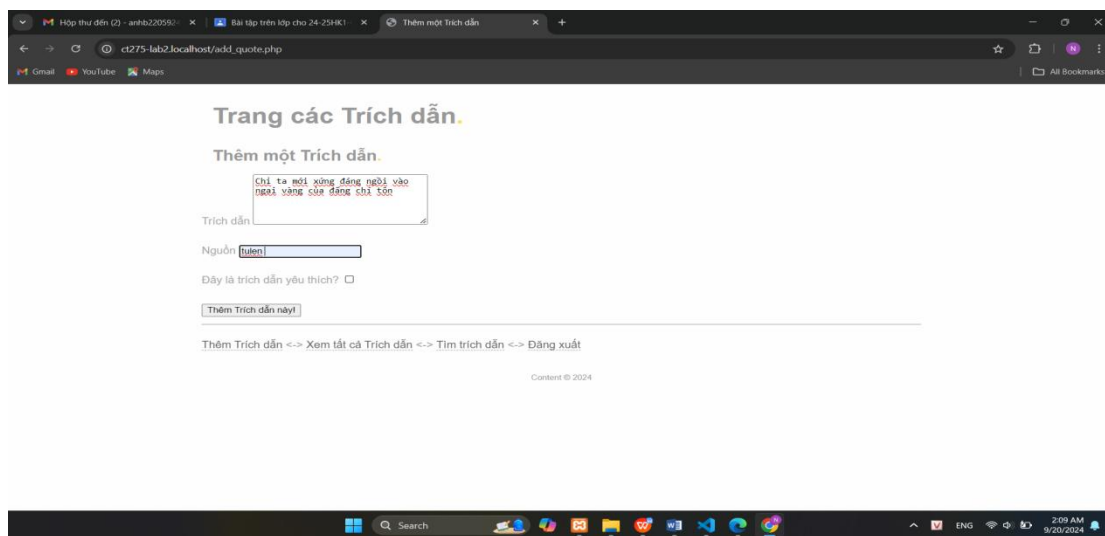 Hộp thư đến (2) - anhb220592
Bài tập trên lớp cho 24-25HK1
Thêm một Trích dẫn
ct275-lab2.localhost/add_quote.php
N
Gmail
YouTube
Maps
All Bookmarks
Trang các Trích dẫn.
Thêm một Trích dẫn.
Chỉ ta mới xứng đáng ngồi vào
ngai vàng của đấng chí tôn
Trích dẫn
Nguồn tulen
Đây là trích dẫn yêu thích?
Thêm Trích dẫn này!
Thêm Trích dẫn <-> Xem tất cả Trích dẫn <-> Tìm trích dẫn <-> Đăng xuất
Content © 2024
Search
V
ENG
2:09 AM
9/20/2024